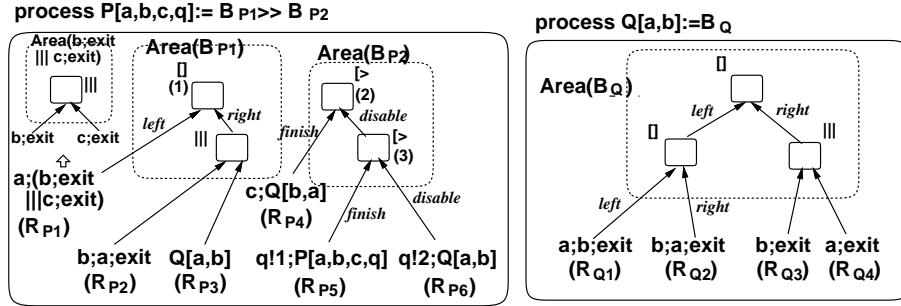 process P[a,b,c,q]:= B P1>> B P2
Area(b;exit
||| c;exit)
|||
b;exit
c;exit
a;(b;exit
|||c;exit)
(R P1)
Area(B P1)
[]
(1)
left
right
|||
b;a;exit
(R P2)
Q[a,b]
(R P3)
Area(B P2)
[>
(2)
finish
disable
[>
(3)
c;Q[b,a]
(R P4)
finish
disable
q!1;P[a,b,c,q]
(R P5)
q!2;Q[a,b]
(R P6)
process Q[a,b]:=B Q
Area(B Q)
[]
left
right
[]
|||
left
right
a;b;exit
(R Q1)
b;a;exit
(R Q2)
b;exit
(R Q3)
a;exit
(R Q4)